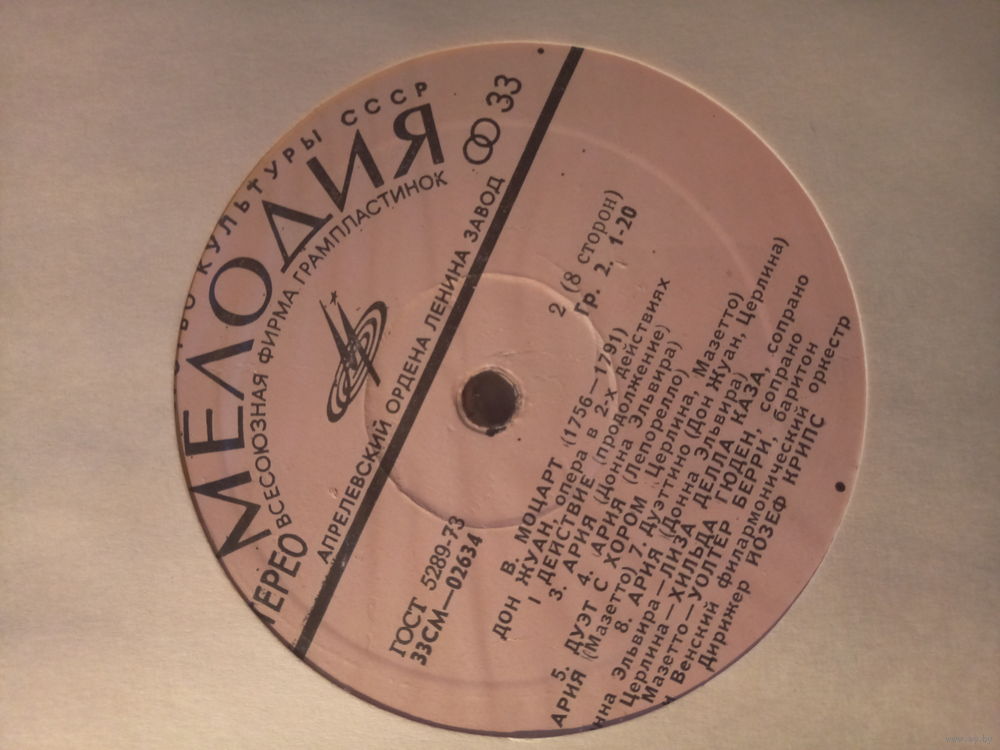 КУЛЬТУРЫ СССР
МЕЛОДИЯ
ВСЕСОЮЗНАЯ ФИРМА ГРАМПЛАСТИНОК
ТЕРЕО
33
АПРЕЛЕВСКИЙ ОРДЕНА ЛЕНИНА ЗАВОД
ГОСТ 5289-73
33СМ—02634
2 (8 сторон)
Гр. 2. 1-20
В. МОЦАРТ (1756—1791)
ДОН ЖУАН, опера в 2-х действиях
I ДЕЙСТВИЕ (продолжение)
3. АРИЯ (Донна Эльвира)
4. АРИЯ (Лепорелло)
5. ДУЭТ С ХОРОМ (Церлина, Мазетто)
АРИЯ (Мазетто) 7. Дуэттино (Дон Жуан, Церлина)
8. АРИЯ (Донна Эльвира)
нна Эльвира—ЛИЗА ДЕЛЛА КАЗА, сопрано
Церлина—ХИЛЬДА ГЮДЕН, сопрано
Мазетто—УОЛТЕР БЕРРИ, баритон
Венский филармонический оркестр
Дирижер ЙОЗЕФ КРИПС